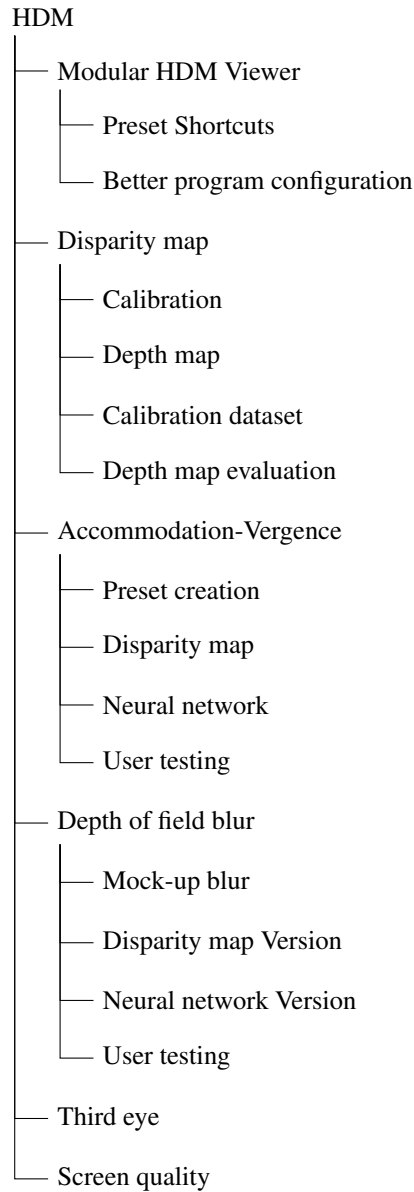 HDM
Modular HDM Viewer
Preset Shortcuts
Better program configuration
Disparity map
Calibration
Depth map
Calibration dataset
Depth map evaluation
Accommodation-Vergence
Preset creation
Disparity map
Neural network
User testing
Depth of field blur
Mock-up blur
Disparity map Version
Neural network Version
User testing
Third eye
Screen quality